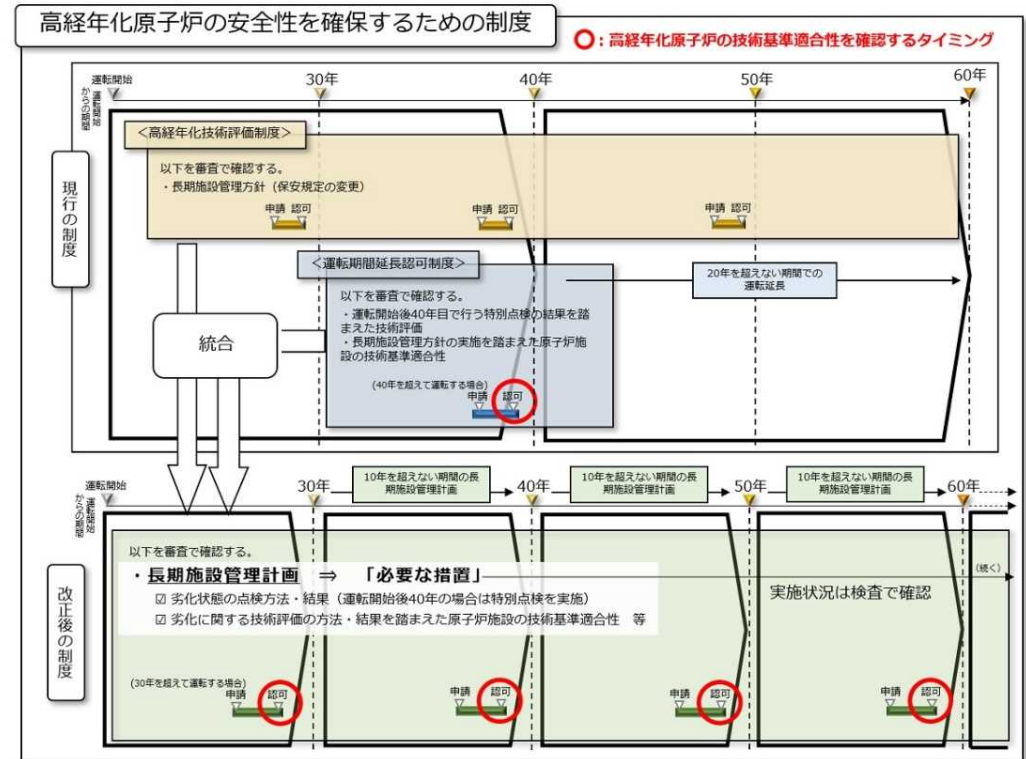 高経年化原子炉の安全性を確保するための制度
○:高経年化原子炉の技術基準適合性を確認するタイミング
運転開始
運転開始
からの期間
30年
40年
50年
60年
現行の制度
<高経年化技術評価制度>
以下を審査で確認する。
・長期施設管理方針(保安規定の変更)
申請 認可
申請 認可
申請 認可
<運転期間延長認可制度>
以下を審査で確認する。
・運転開始後40年目で行う特別点検の結果を踏
まえた技術評価
・長期施設管理方針の実施を踏まえた原子炉施
設の技術基準適合性
(40年を超えて運転する場合)
申請 認可
20年を超えない期間での
運転延長
統合
運転開始
運転開始
からの期間
30年
10年を超えない期間の長
期施設管理計画
40年
10年を超えない期間の長
期施設管理計画
50年
10年を超えない期間の長
期施設管理計画
60年
改正後の制度
以下を審査で確認する。
・長期施設管理計画 ⇒ 「必要な措置」
☑ 劣化状態の点検方法・結果(運転開始後40年の場合は特別点検を実施)
☑ 劣化に関する技術評価の方法・結果を踏まえた原子炉施設の技術基準適合性 等
実施状況は検査で確認
(続く)
(30年を超えて運転する場合)
申請 認可
申請 認可
申請 認可
申請 認可